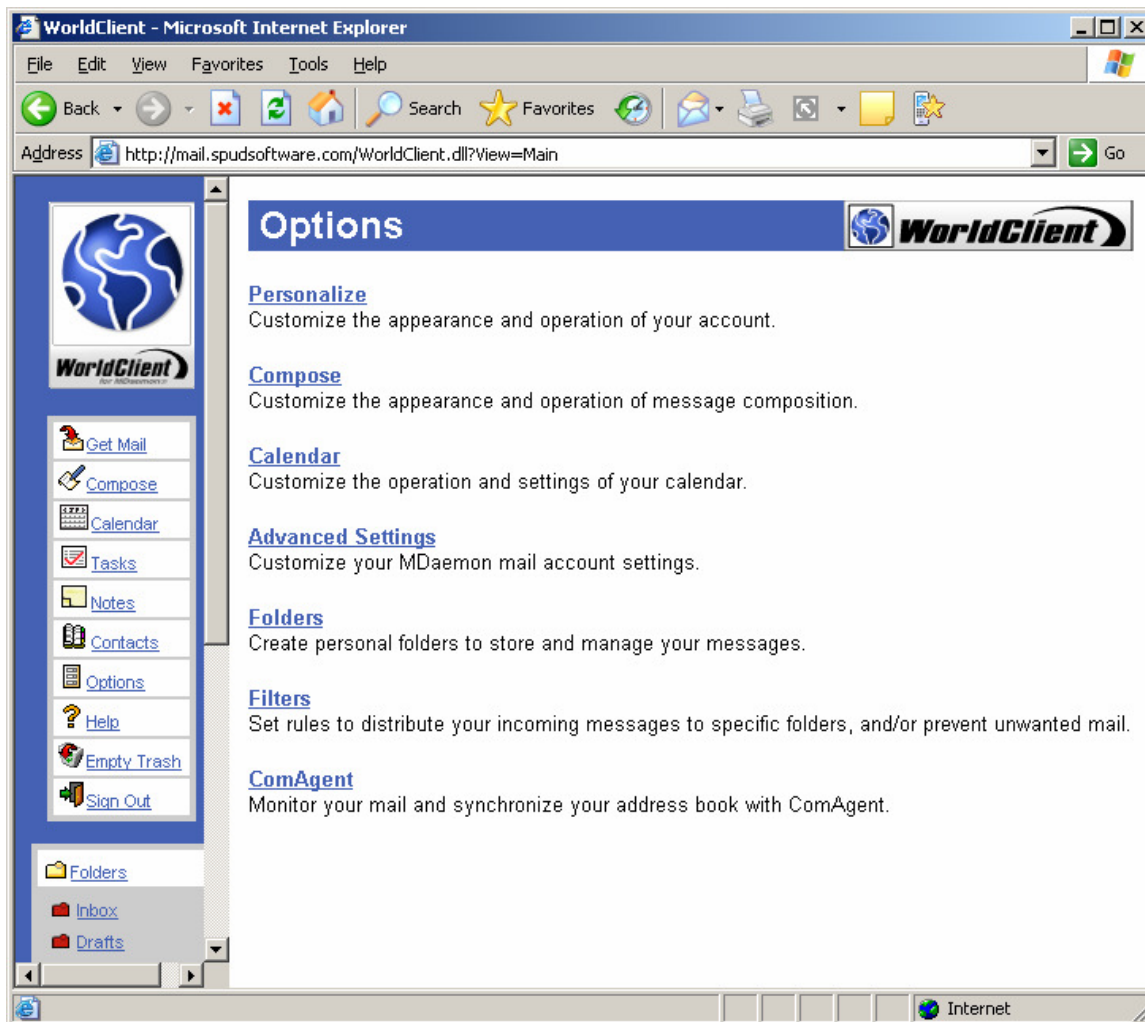 WorldClient - Microsoft Internet Explorer
File Edit View Favorites Tools Help
Back Search Favorites
Address http://mail.spudsoftware.com/WorldClient.dll?View=Main Go
WorldClient
for MDaemon
Get Mail
Compose
Calendar
Tasks
Notes
Contacts
Options
Help
Empty Trash
Sign Out
Folders
Inbox
Drafts
Options WorldClient
Personalize
Customize the appearance and operation of your account.
Compose
Customize the appearance and operation of message composition.
Calendar
Customize the operation and settings of your calendar.
Advanced Settings
Customize your MDaemon mail account settings.
Folders
Create personal folders to store and manage your messages.
Filters
Set rules to distribute your incoming messages to specific folders, and/or prevent unwanted mail.
ComAgent
Monitor your mail and synchronize your address book with ComAgent.
Internet